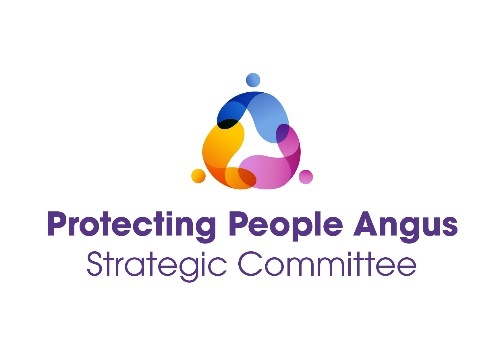 Protecting People Angus
Strategic Committee